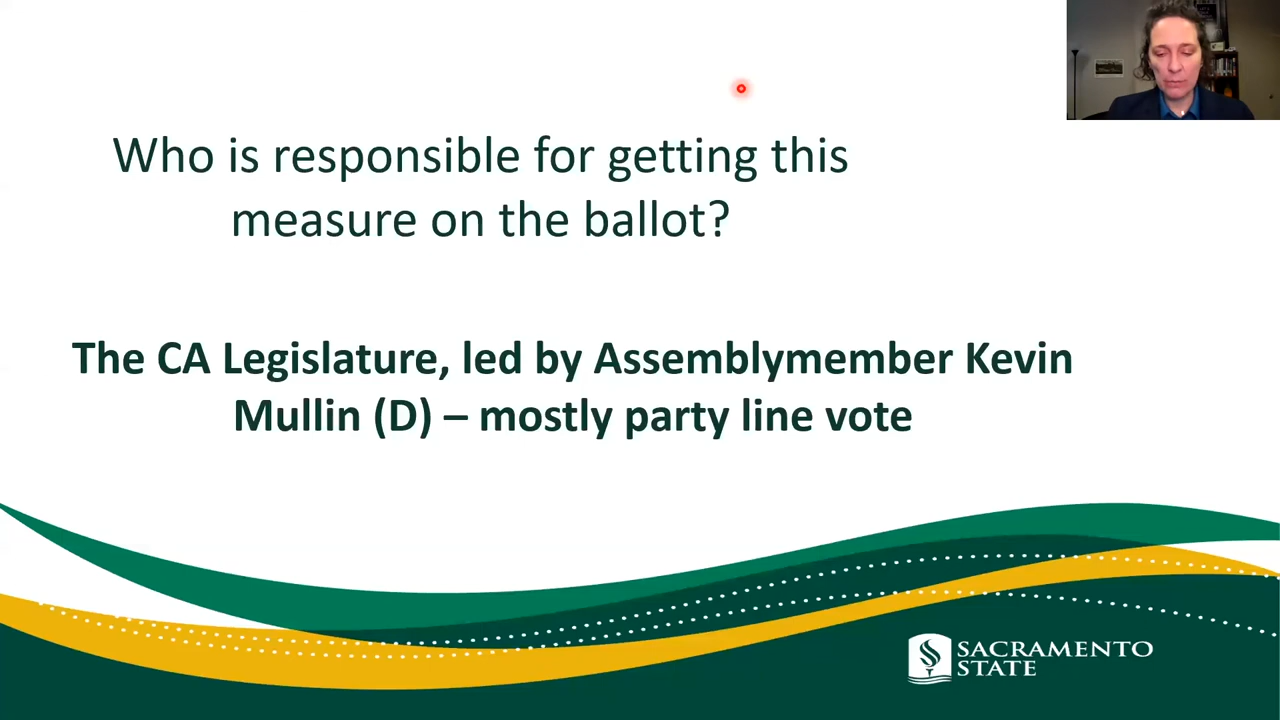 Who is responsible for getting this
measure on the ballot?
The CA Legislature, led by Assemblymember Kevin
Mullin (D) – mostly party line vote
SACRAMENTO
STATE